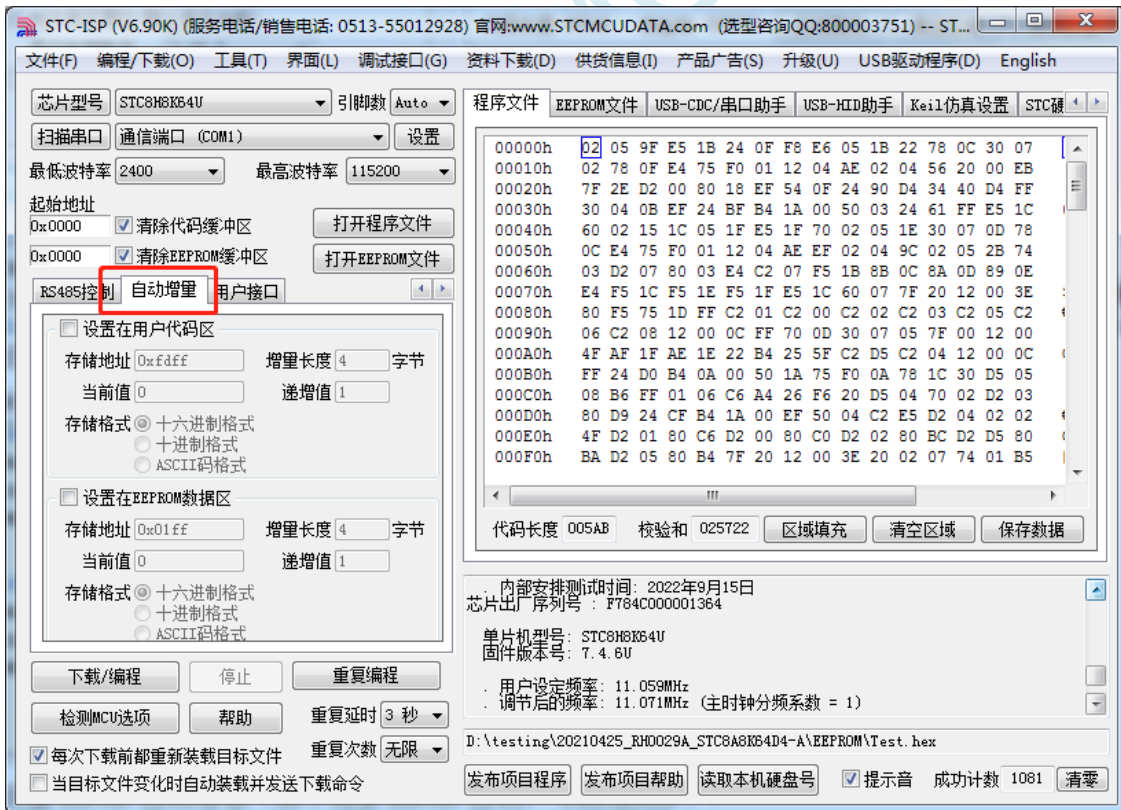 STC-ISP (V6.90K) (服务电话/销售电话: 0513-55012928) 官网:www.STCMCUDATA.com (选型咨询QQ:800003751) -- ST...
文件(F) 编程/下载(O) 工具(T) 界面(L) 调试接口(G) 资料下载(D) 供货信息(I) 产品广告(S) 升级(U) USB驱动程序(D) English
芯片型号 STC8H8K64U 引脚数 Auto
扫描串口 通信端口 (COM1) 设置
最低波特率 2400 最高波特率 115200
起始地址
0x0000 清除代码缓冲区 打开程序文件
0x0000 清除EEPROM缓冲区 打开EEPROM文件
RS485控制 自动增量 用户接口
设置在用户代码区
存储地址 0xfdff 增量长度 4 字节
当前值 0 递增值 1
存储格式 十六进制格式
十进制格式
ASCII码格式
设置在EEPROM数据区
存储地址 0x01ff 增量长度 4 字节
当前值 0 递增值 1
存储格式 十六进制格式
十进制格式
ASCII码格式
下载/编程 停止 重复编程
检测MCU选项 帮助 重复延时 3 秒
每次下载前都重新装载目标文件 重复次数 无限
当目标文件变化时自动装载并发送下载命令
程序文件 EEPROM文件 USB-CDC/串口助手 USB-HID助手 Keil仿真设置 STC硬
00000h 02 05 9F E5 1B 24 0F F8 E6 05 1B 22 78 0C 30 07
00010h 02 78 0F E4 75 F0 01 12 04 AE 02 04 56 20 00 EB
00020h 7F 2E D2 00 80 18 EF 54 0F 24 90 D4 34 40 D4 FF
00030h 30 04 0B EF 24 BF B4 1A 00 50 03 24 61 FF E5 1C
00040h 60 02 15 1C 05 1F E5 1F 70 02 05 1E 30 07 0D 78
00050h 0C E4 75 F0 01 12 04 AE EF 02 04 9C 02 05 2B 74
00060h 03 D2 07 80 03 E4 C2 07 F5 1B 8B 0C 8A 0D 89 0E
00070h E4 F5 1C F5 1E F5 1F E5 1C 60 07 7F 20 12 00 3E
00080h 80 F5 75 1D FF C2 01 C2 00 C2 02 C2 03 C2 05 C2
00090h 06 C2 08 12 00 0C FF 70 0D 30 07 05 7F 00 12 00
000A0h 4F AF 1F AE 1E 22 B4 25 5F C2 D5 C2 04 12 00 0C
000B0h FF 24 D0 B4 0A 00 50 1A 75 F0 0A 78 1C 30 D5 05
000C0h 08 B6 FF 01 06 C6 A4 26 F6 20 D5 04 70 02 D2 03
000D0h 80 D9 24 CF B4 1A 00 EF 50 04 C2 E5 D2 04 02 02
000E0h 4F D2 01 80 C6 D2 00 80 C0 D2 02 80 BC D2 D5 80
000F0h BA D2 05 80 B4 7F 20 12 00 3E 20 02 07 74 01 B5
代码长度 005AB 校验和 025722 区域填充 清空区域 保存数据
. 内部安排测试时间: 2022年9月15日
芯片出厂序列号 : F784C000001364
单片机型号: STC8H8K64U
固件版本号: 7.4.6U
. 用户设定频率: 11.059MHz
. 调节后的频率: 11.071MHz (主时钟分频系数 = 1)
D:\testing\20210425_RH0029A_STC8A8K64D4-A\EEPROM\Test.hex
发布项目程序 发布项目帮助 读取本机硬盘号 提示音 成功计数 1081 清零